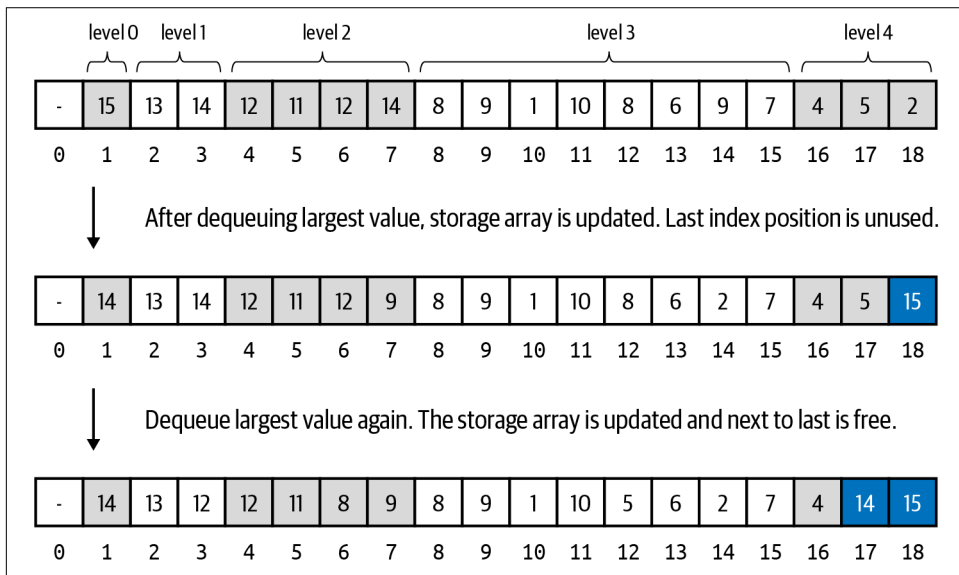 level 0 level 1 level 2 level 3 level 4
- 15 13 14 12 11 12 14 8 9 1 10 8 6 9 7 4 5 2
0 1 2 3 4 5 6 7 8 9 10 11 12 13 14 15 16 17 18
After dequeuing largest value, storage array is updated. Last index position is unused.
- 14 13 14 12 11 12 9 8 9 1 10 8 6 2 7 4 5 15
0 1 2 3 4 5 6 7 8 9 10 11 12 13 14 15 16 17 18
Dequeue largest value again. The storage array is updated and next to last is free.
- 14 13 12 12 11 8 9 8 9 1 10 5 6 2 7 4 14 15
0 1 2 3 4 5 6 7 8 9 10 11 12 13 14 15 16 17 18